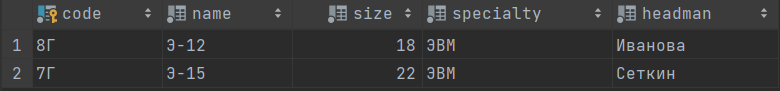 code name size specialty headman
1 8Г Э-12 18 ЭВМ Иванова
2 7Г Э-15 22 ЭВМ Сеткин